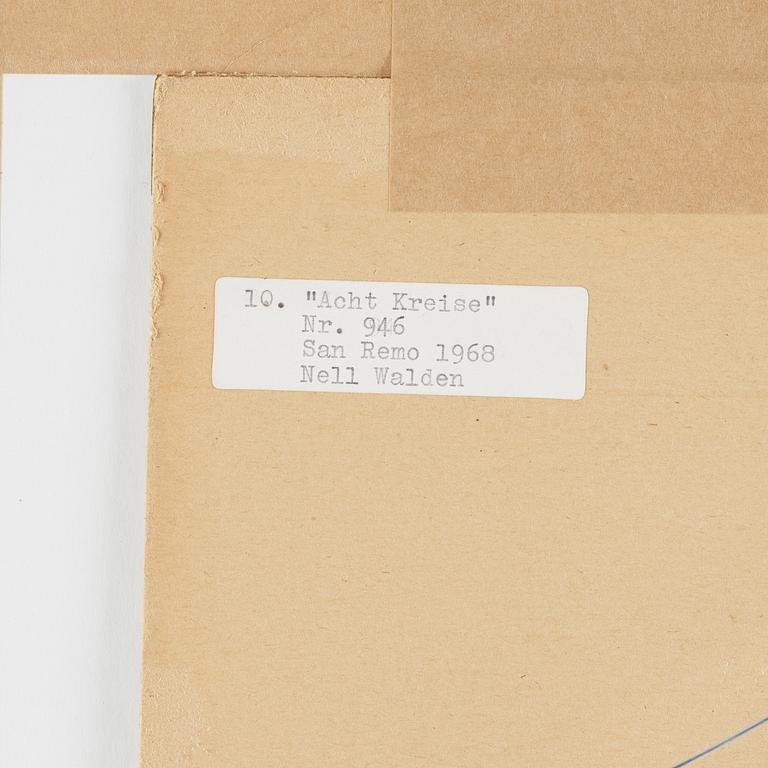 10. "Acht Kreise"
Nr. 946
San Remo 1968
Nell Walden